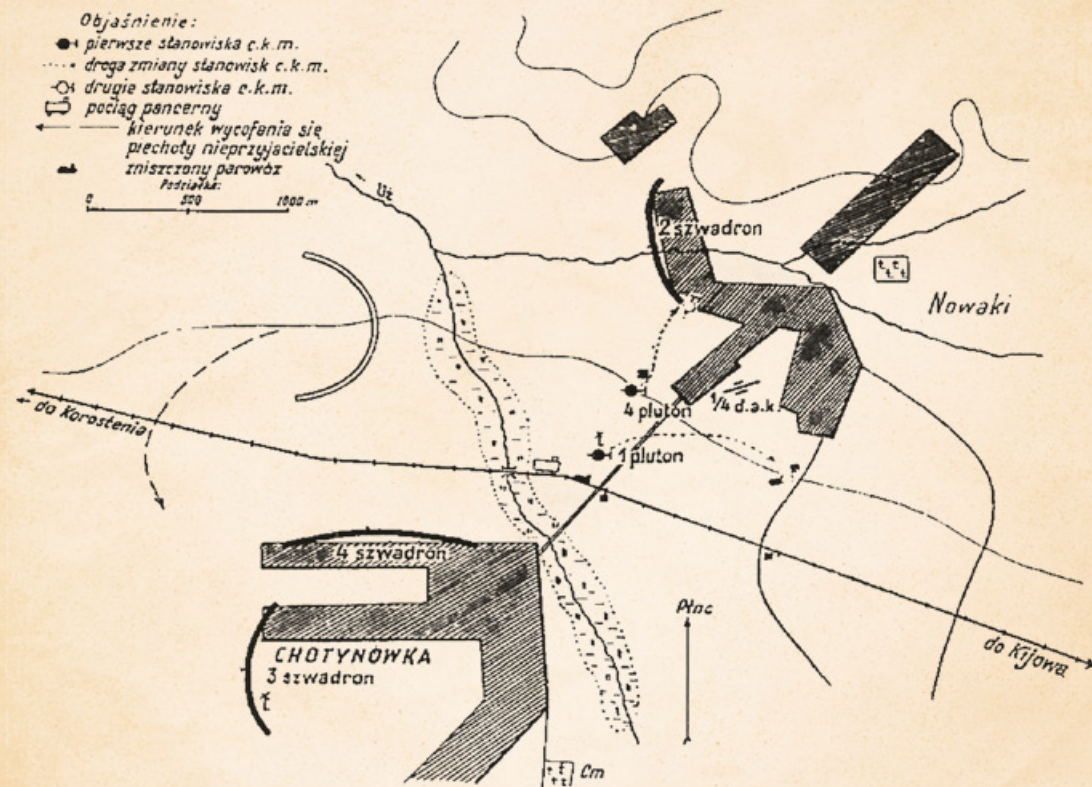 Objaśnienie:
pierwsze stanowiska c.k.m.
droga zmiany stanowisk c.k.m.
drugie stanowiska c.k.m.
pociąg pancerny
kierunek wycofania się
piechoty nieprzyjacielskiej
zniszczony parowóz
Podziałka:
0 500 1000 m
Uż
2 szwadron
Nowaki
do Korostenia
4 pluton
1/4 d.a.k.
1 pluton
4 szwadron
Płnc
CHOTYNÓWKA
3 szwadron
do Kijowa
Cm